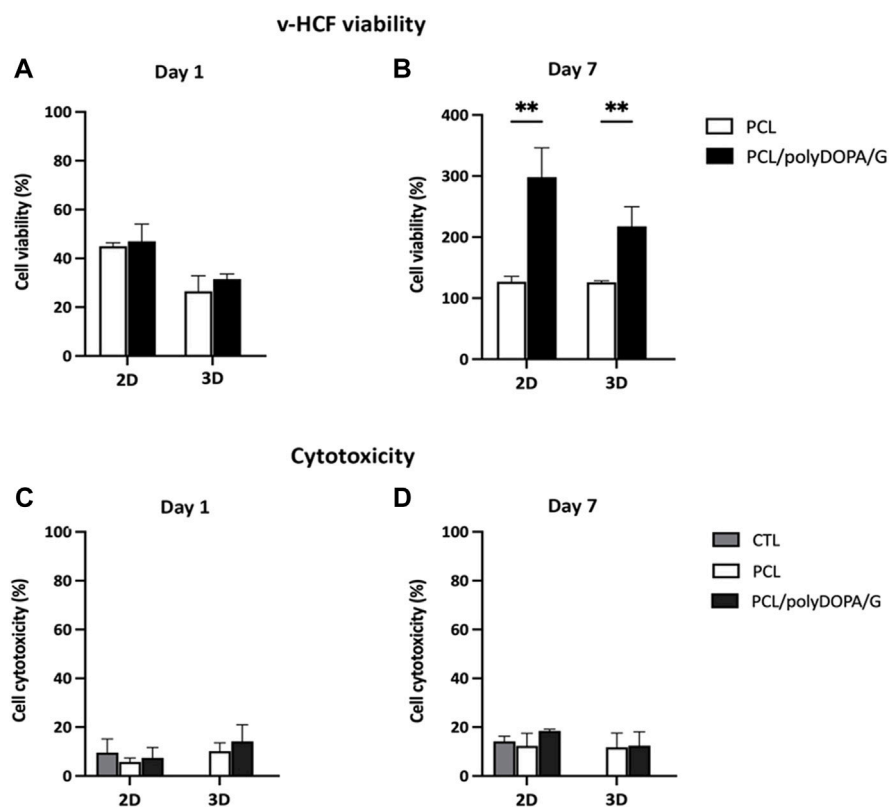 v-HCF viability
A
Day 1
Cell viability (%)
100
80
60
40
20
0
2D
3D
B
Day 7
Cell viability (%)
400
300
200
100
0
**
**
2D
3D
PCL
PCL/polyDOPA/G
Cytotoxicity
C
Day 1
Cell cytotoxicity (%)
100
80
60
40
20
0
2D
3D
D
Day 7
Cell cytotoxicity (%)
100
80
60
40
20
0
2D
3D
CTL
PCL
PCL/polyDOPA/G